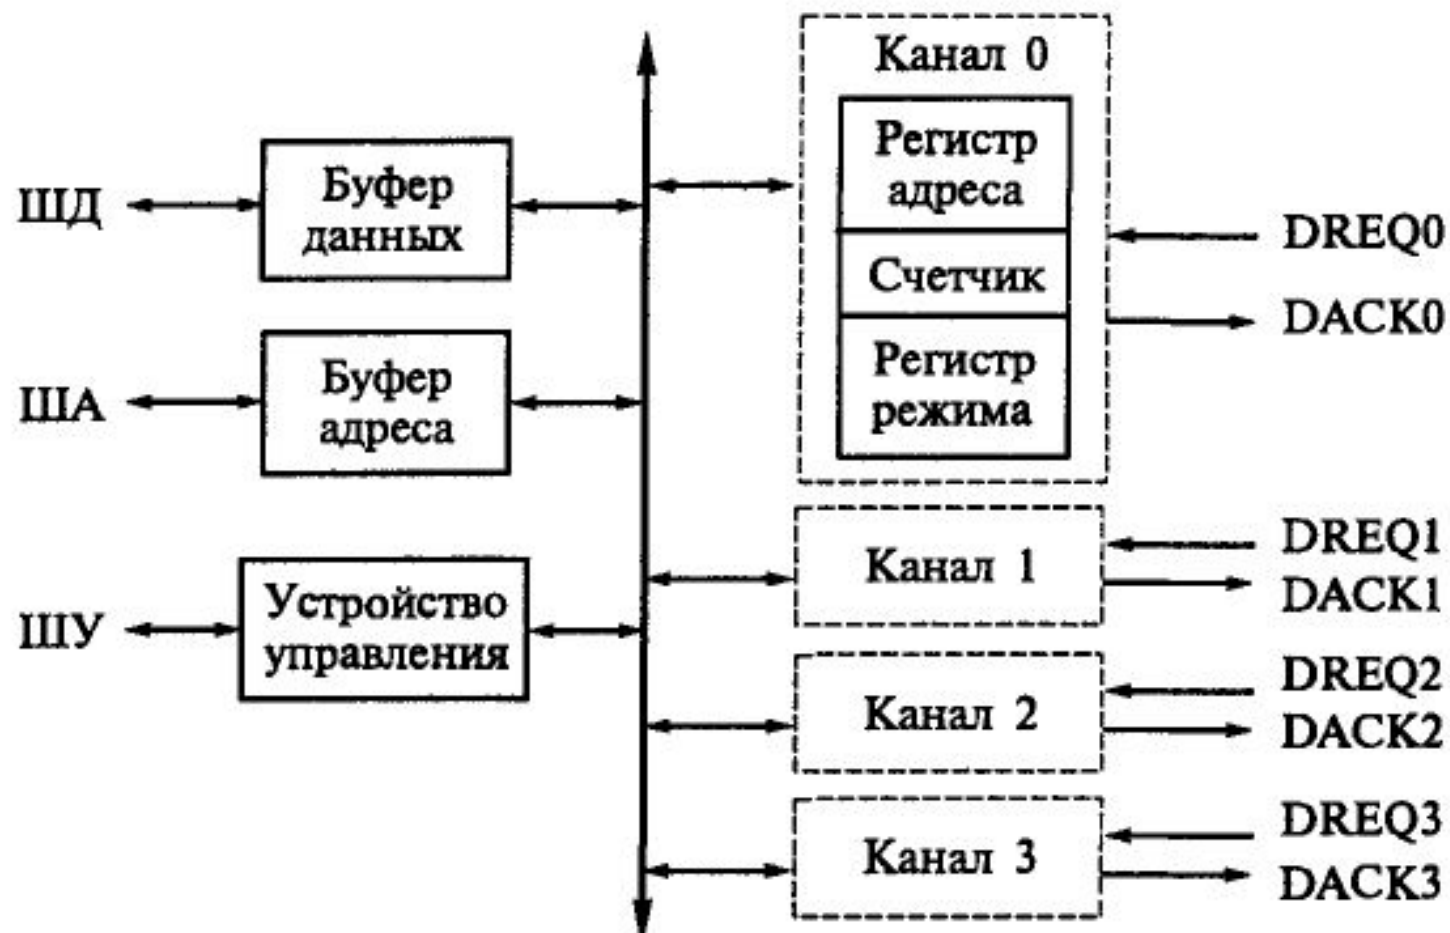 Канал 0
Регистр
адреса
Счетчик
Регистр
режима
ШД
Буфер
данных
ША
Буфер
адреса
ШУ
Устройство
управления
DREQ0
DACK0
Канал 1
DREQ1
DACK1
Канал 2
DREQ2
DACK2
Канал 3
DREQ3
DACK3